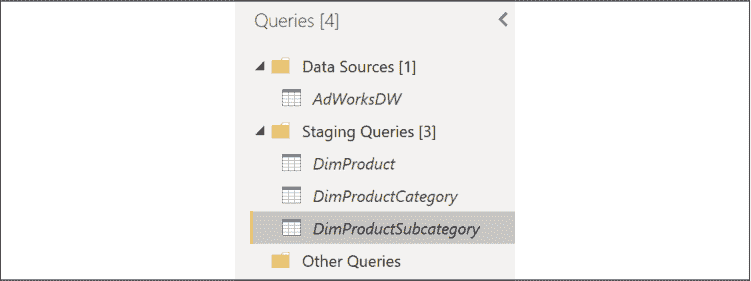 Queries [4]
Data Sources [1]
AdWorksDW
Staging Queries [3]
DimProduct
DimProductCategory
DimProductSubcategory
Other Queries